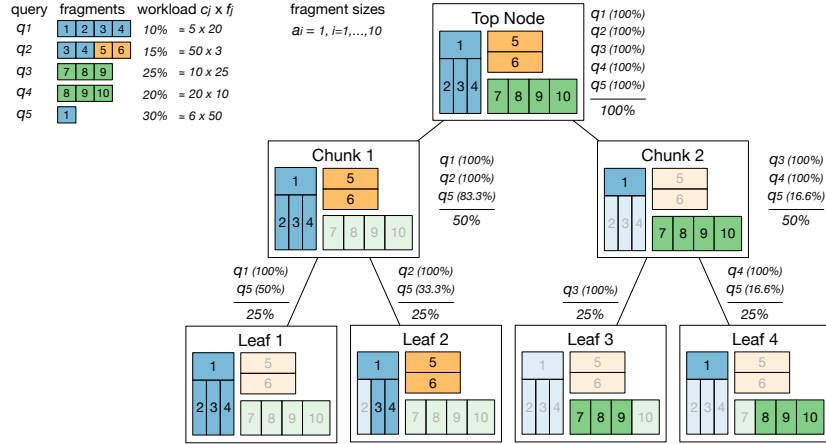 query fragments workload cj x fj
q1 1 2 3 4 10% = 5 x 20
q2 3 4 5 6 15% = 50 x 3
q3 7 8 9 25% = 10 x 25
q4 8 9 10 20% = 20 x 10
q5 1 30% = 6 x 50
fragment sizes
ai = 1, i=1,...,10
Top Node
1 5
6
2 3 4 7 8 9 10
q1 (100%)
q2 (100%)
q3 (100%)
q4 (100%)
q5 (100%)
100%
Chunk 1
1 5
6
2 3 4 7 8 9 10
q1 (100%)
q2 (100%)
q5 (83.3%)
50%
Chunk 2
1 5
6
2 3 4 7 8 9 10
q3 (100%)
q4 (100%)
q5 (16.6%)
50%
q1 (100%)
q5 (50%)
25%
q2 (100%)
q5 (33.3%)
25%
q3 (100%)
25%
q4 (100%)
q5 (16.6%)
25%
Leaf 1
1 5
6
2 3 4 7 8 9 10
Leaf 2
1 5
6
2 3 4 7 8 9 10
Leaf 3
1 5
6
2 3 4 7 8 9 10
Leaf 4
1 5
6
2 3 4 7 8 9 10